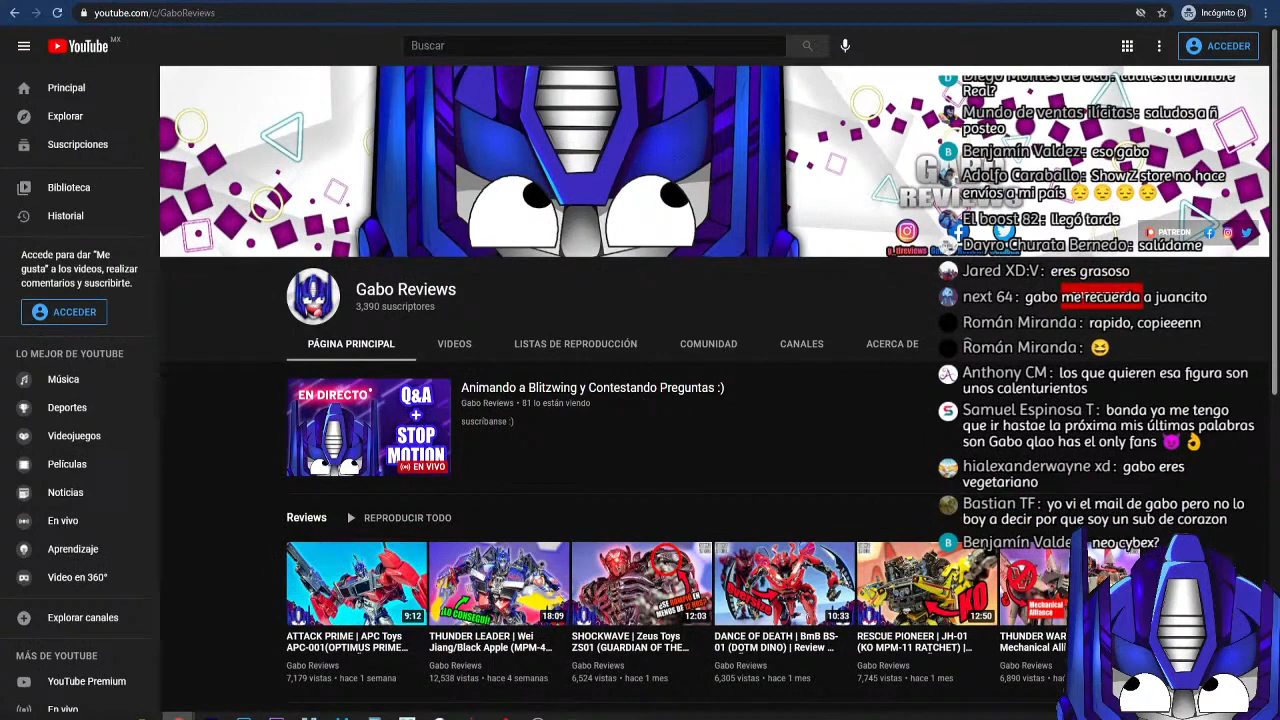 youtube.com/c/GaboReviews
Incógnito (3)
YouTube MX
Buscar
ACCEDER
Principal
Explorar
Suscripciones
Biblioteca
Historial
Accede para dar "Me
gusta" a los videos, realizar
comentarios y suscribirte.
ACCEDER
LO MEJOR DE YOUTUBE
Música
Deportes
Videojuegos
Películas
Noticias
En vivo
Aprendizaje
Video en 360°
Explorar canales
MÁS DE YOUTUBE
YouTube Premium
En vivo
REVIEWS
PATREON
Gabo Reviews
3,390 suscriptores
PÁGINA PRINCIPAL
VIDEOS
LISTAS DE REPRODUCCIÓN
COMUNIDAD
CANALES
ACERCA DE
EN DIRECTO
Q&A
+
STOP
MOTION
EN VIVO
Animando a Blitzwing y Contestando Preguntas :)
Gabo Reviews • 81 lo están viendo
suscríbanse :)
Reviews
REPRODUCIR TODO
9:12
ATTACK PRIME | APC Toys
APC-001(OPTIMUS PRIME...
Gabo Reviews
7,179 vistas • hace 1 semana
¡LO CONSEGUÍ!
18:09
THUNDER LEADER | Wei
Jiang/Black Apple (MPM-4...
Gabo Reviews
12,538 vistas • hace 4 semanas
12:03
SHOCKWAVE | Zeus Toys
ZS01 (GUARDIAN OF THE...
Gabo Reviews
6,524 vistas • hace 1 mes
10:33
DANCE OF DEATH | BmB BS-
01 (DOTM DINO) | Review ...
Gabo Reviews
6,305 vistas • hace 1 mes
KO
12:50
RESCUE PIONEER | JH-01
(KO MPM-11 RATCHET) |...
Gabo Reviews
7,745 vistas • hace 1 mes
Mechanical
Alliance
THUNDER WAR
Mechanical Alli
Gabo Reviews
6,890 vistas
Diego Montes de Oca: cual es tu nombre
Real?
Mundo de ventas ilícitas: saludos a ñ
posteo
Benjamín Valdez: eso gabo
Adolfo Caraballo: Show Z store no hace
envíos a mi país 😔 😔 😔 😔
El boost 82: llegó tarde
Dayro Churata Bernedo: salúdame
Jared XD:V: eres grasoso
next 64: gabo me recuerda a juancito
Román Miranda: rapido, copieeenn
Román Miranda: 😆
Anthony CM: los que quieren esa figura son
unos calenturientos
Samuel Espinosa T: banda ya me tengo
que ir hastae la próxima mis últimas palabras
son Gabo qlao has el only fans 😈 👌
hialexanderwayne xd: gabo eres
vegetariano
Bastian TF: yo vi el mail de gabo pero no lo
boy a decir por que soy un sub de corazon
Benjamín Valde neo cybex?